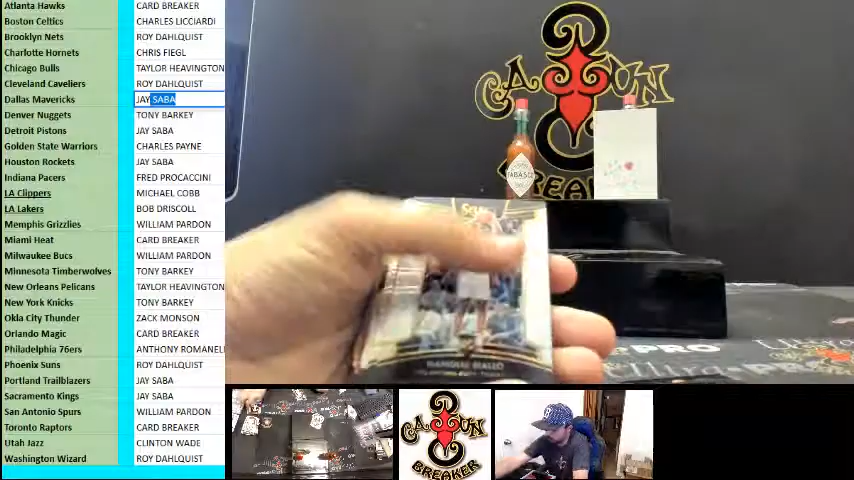 Atlanta Hawks CARD BREAKER
Boston Celtics CHARLES LICCIARDI
Brooklyn Nets ROY DAHLQUIST
Charlotte Hornets CHRIS FIEGL
Chicago Bulls TAYLOR HEAVINGTON
Cleveland Cavaliers ROY DAHLQUIST
Dallas Mavericks JAY SABA
Denver Nuggets TONY BARKEY
Detroit Pistons JAY SABA
Golden State Warriors CHARLES PAYNE
Houston Rockets JAY SABA
Indiana Pacers FRED PROCACCINI
LA Clippers MICHAEL COBB
LA Lakers BOB DRISCOLL
Memphis Grizzlies WILLIAM PARDON
Miami Heat CARD BREAKER
Milwaukee Bucs WILLIAM PARDON
Minnesota Timberwolves TONY BARKEY
New Orleans Pelicans TAYLOR HEAVINGTON
New York Knicks TONY BARKEY
Okla City Thunder ZACK MONSON
Orlando Magic CARD BREAKER
Philadelphia 76ers ANTHONY ROMANEL
Phoenix Suns ROY DAHLQUIST
Portland Trailblazers JAY SABA
Sacramento Kings JAY SABA
San Antonio Spurs WILLIAM PARDON
Toronto Raptors CARD BREAKER
Utah Jazz CLINTON WADE
Washington Wizard ROY DAHLQUIST
CAJUN
BREAKER
TABASCO
PRO
CAJUN
BREAKER